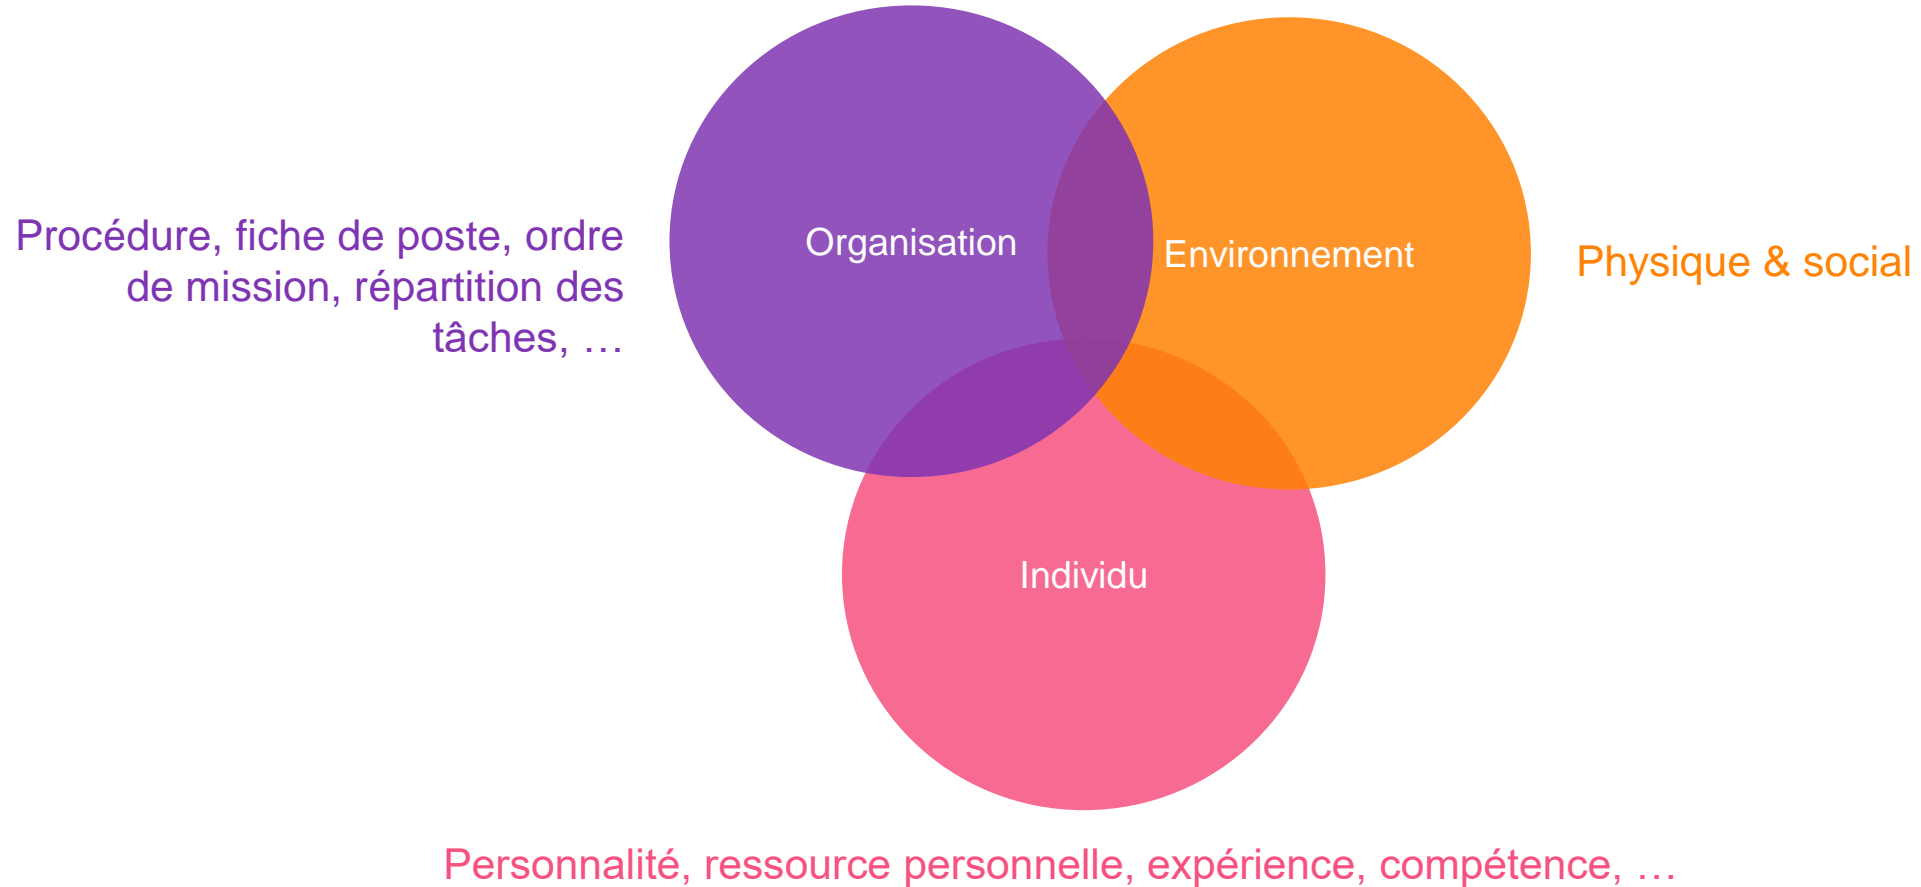 Procédure, fiche de poste, ordre
de mission, répartition des
tâches, …
Organisation
Environnement
Physique & social
Individu
Personnalité, ressource personnelle, expérience, compétence, …